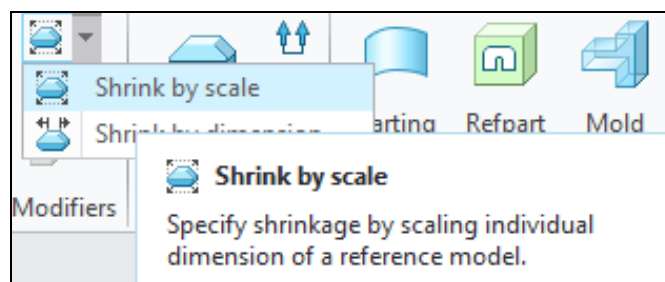 Shrink by scale
arting Refpart Mold
Modifiers
Shrink by scale
Specify shrinkage by scaling individual
dimension of a reference model.